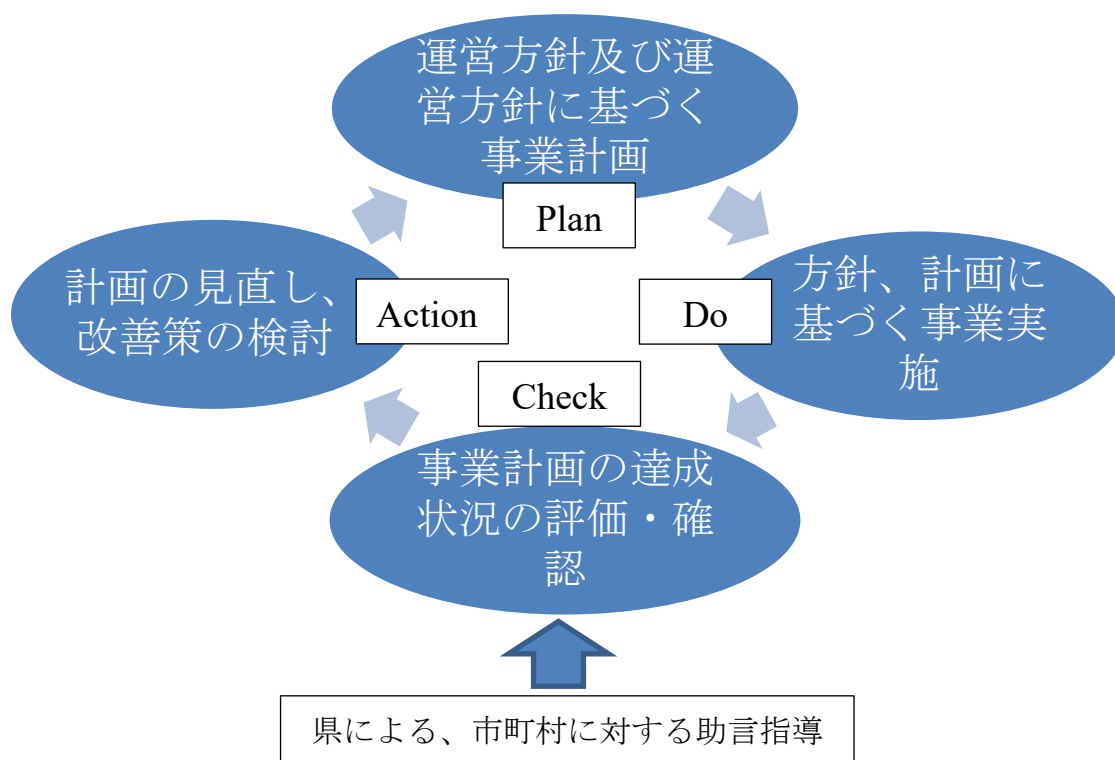 運営方針及び運
営方針に基づく
事業計画
Plan
方針、計画に
基づく事業実
施
Do
Check
事業計画の達成
状況の評価・確
認
計画の見直し、
改善策の検討
Action
県による、市町村に対する助言指導